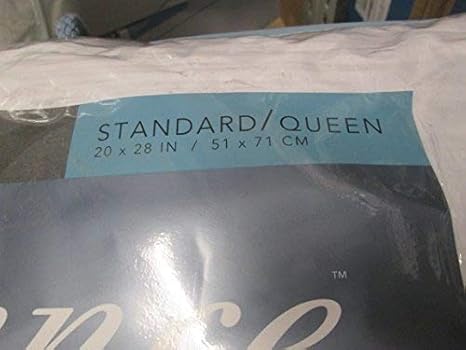 STANDARD/QUEEN
20 x 28 IN / 51 x 71 CM
TM